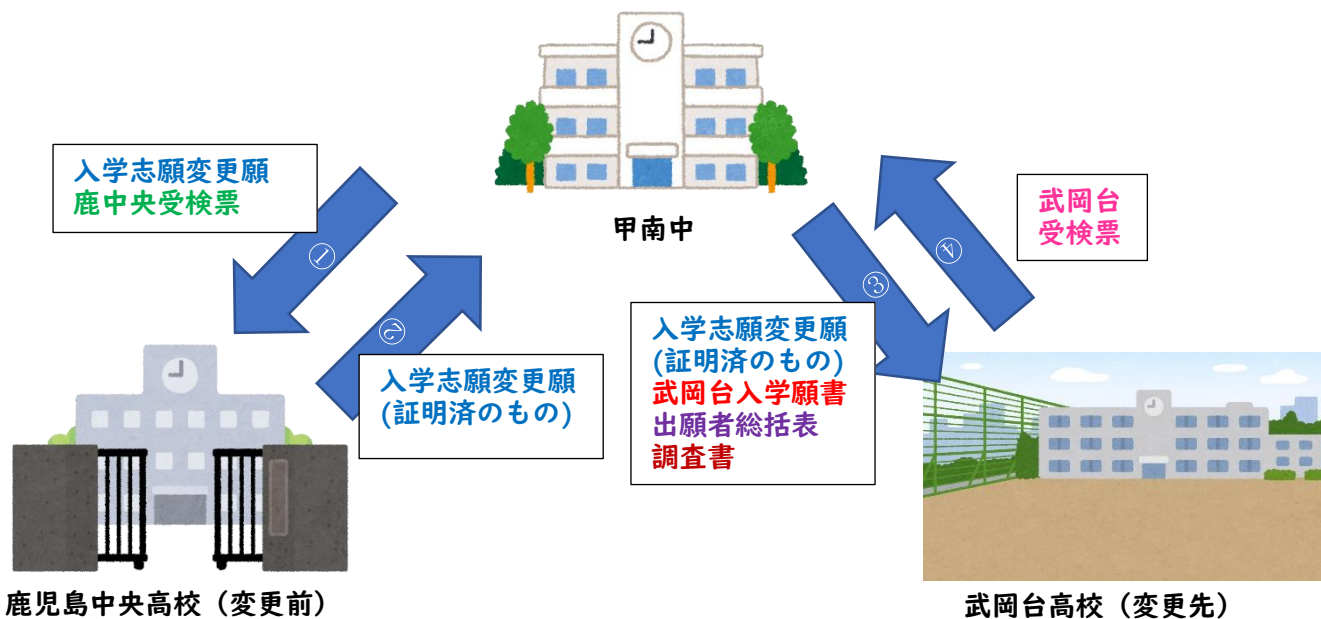 甲南中
入学志願変更願
鹿中央受検票
①
②
入学志願変更願
(証明済のもの)
③
入学志願変更願
(証明済のもの)
武岡台入学願書
出願者総括表
調査書
④
武岡台
受検票
鹿児島中央高校（変更前）
武岡台高校（変更先）